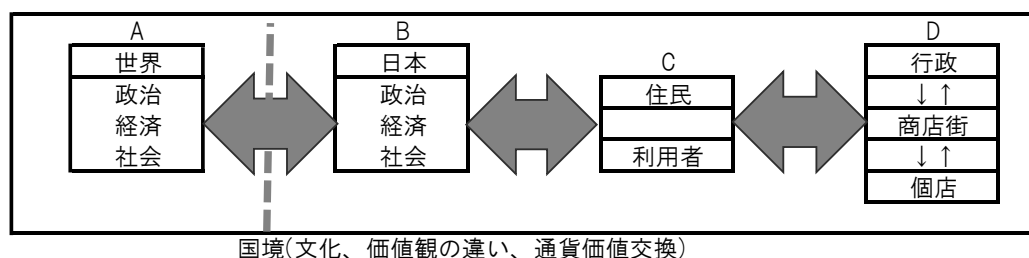 A
世界
政治
経済
社会
B
日本
政治
経済
社会
C
住民
利用者
D
行政
↓↑
商店街
↓↑
個店
国境(文化、価値観の違い、通貨価値交換)